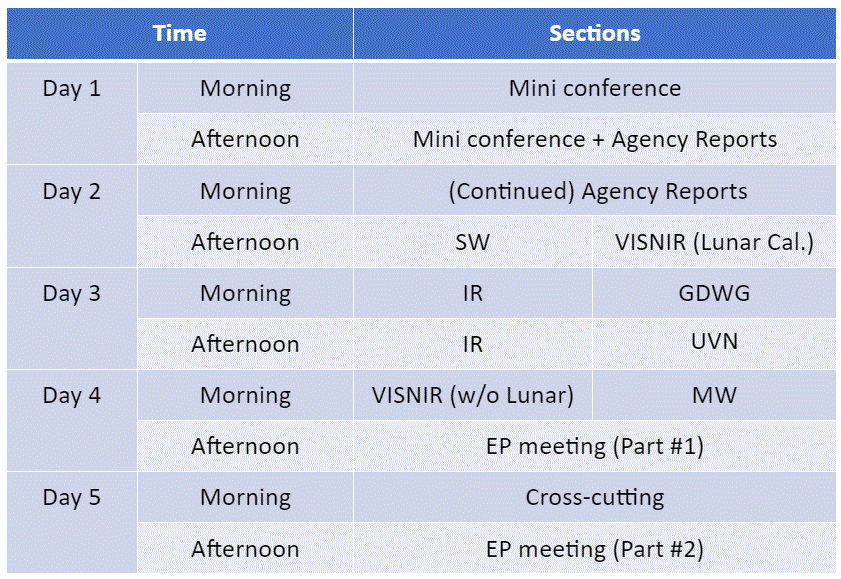 Time Sections
Day 1 Morning Mini conference
Afternoon Mini conference + Agency Reports
Day 2 Morning (Continued) Agency Reports
Afternoon SW VISNIR (Lunar Cal.)
Day 3 Morning IR GDWG
Afternoon IR UVN
Day 4 Morning VISNIR (w/o Lunar) MW
Afternoon EP meeting (Part #1)
Day 5 Morning Cross-cutting
Afternoon EP meeting (Part #2)